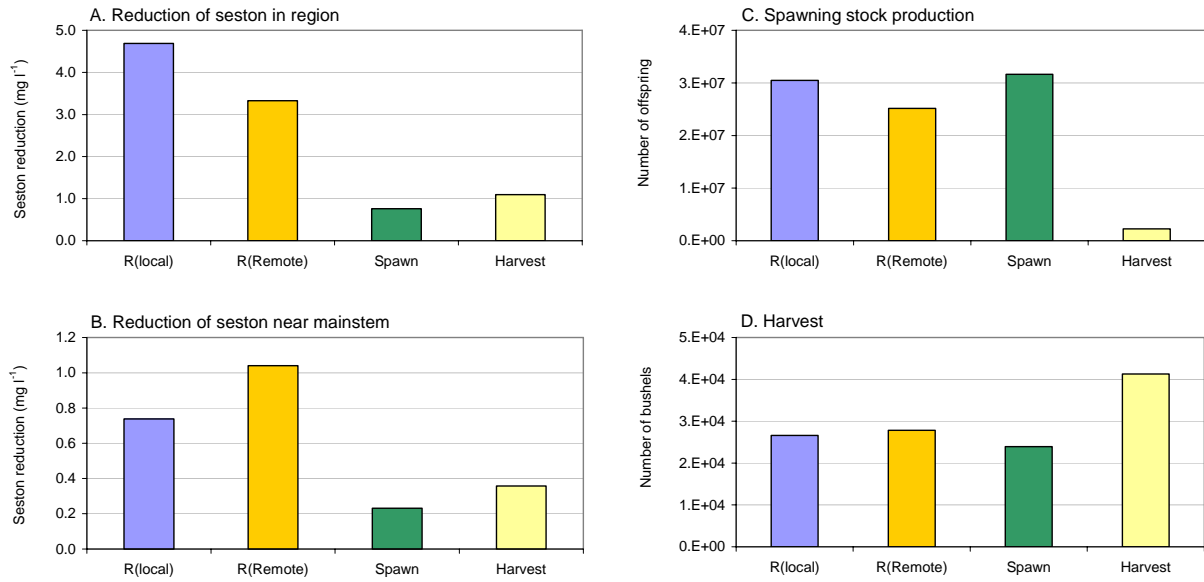 A. Reduction of seston in region
Seston reduction (mg l-1)
5.0
4.0
3.0
2.0
1.0
0.0
R(local) R(Remote) Spawn Harvest
B. Reduction of seston near mainstem
Seston reduction (mg l-1)
1.2
1.0
0.8
0.6
0.4
0.2
0.0
R(local) R(Remote) Spawn Harvest
C. Spawning stock production
Number of offspring
4.E+07
3.E+07
2.E+07
1.E+07
0.E+00
R(local) R(Remote) Spawn Harvest
D. Harvest
Number of bushels
5.E+04
4.E+04
3.E+04
2.E+04
1.E+04
0.E+00
R(local) R(Remote) Spawn Harvest